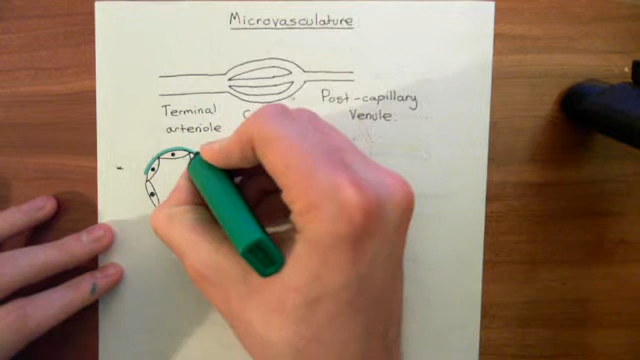 Microvasculature
Terminal
arteriole
Post-capillary
Venule.